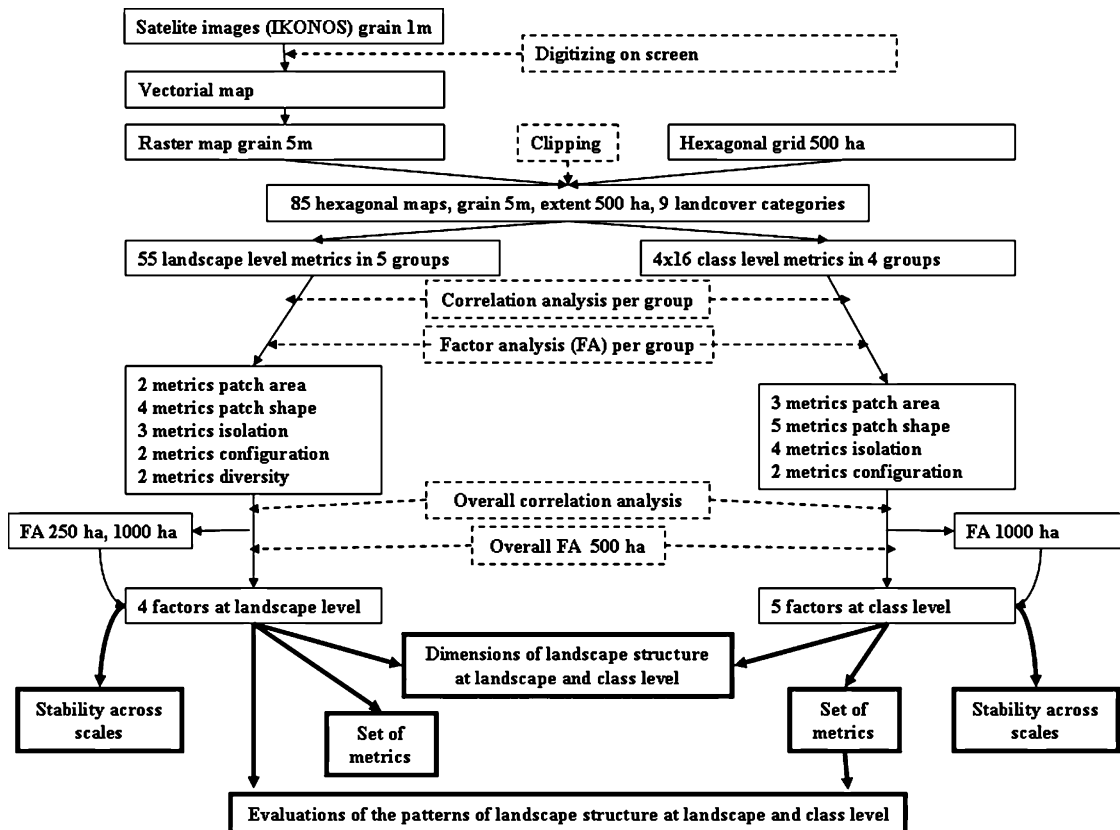 Satelite images (IKONOS) grain 1m
Digitizing on screen
Vectorial map
Raster map grain 5m
Clipping
Hexagonal grid 500 ha
85 hexagonal maps, grain 5m, extent 500 ha, 9 landcover categories
55 landscape level metrics in 5 groups
4x16 class level metrics in 4 groups
Correlation analysis per group
Factor analysis (FA) per group
2 metrics patch area
4 metrics patch shape
3 metrics isolation
2 metrics configuration
2 metrics diversity
3 metrics patch area
5 metrics patch shape
4 metrics isolation
2 metrics configuration
Overall correlation analysis
FA 250 ha, 1000 ha
Overall FA 500 ha
FA 1000 ha
4 factors at landscape level
5 factors at class level
Dimensions of landscape structure
at landscape and class level
Stability across
scales
Set of
metrics
Set of
metrics
Stability across
scales
Evaluations of the patterns of landscape structure at landscape and class level